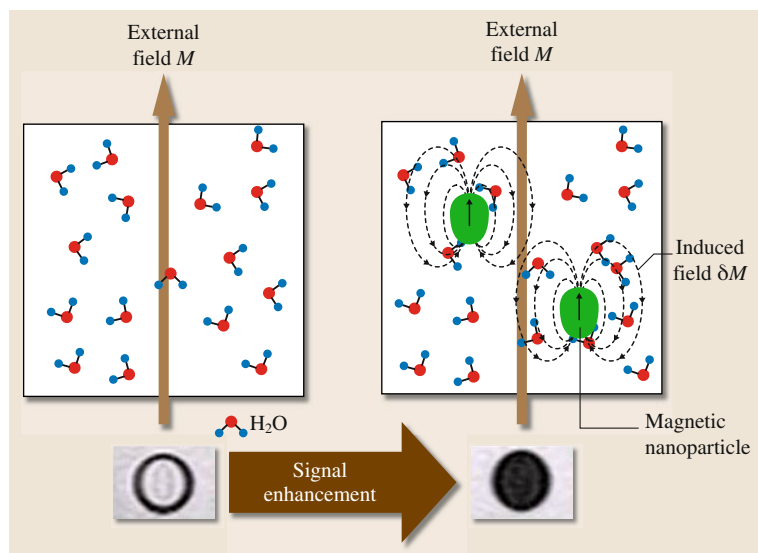 External
field M
External
field M
Induced
field δM
H₂O
Magnetic
nanoparticle
Signal
enhancement